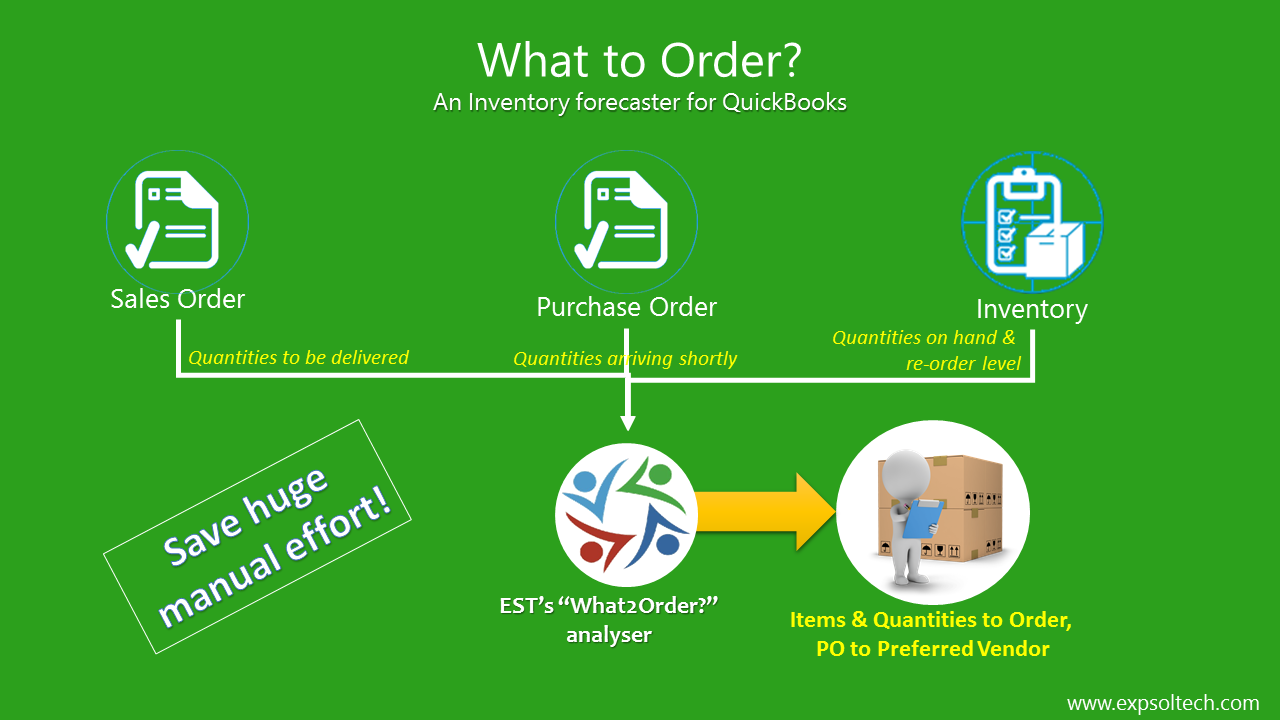 What to Order?
An Inventory forecaster for QuickBooks
Sales Order
Purchase Order
Inventory
Quantities to be delivered
Quantities arriving shortly
Quantities on hand &
re-order level
Save huge
manual effort!
EST’s “What2Order?”
analyser
Items & Quantities to Order,
PO to Preferred Vendor
www.expsoltech.com